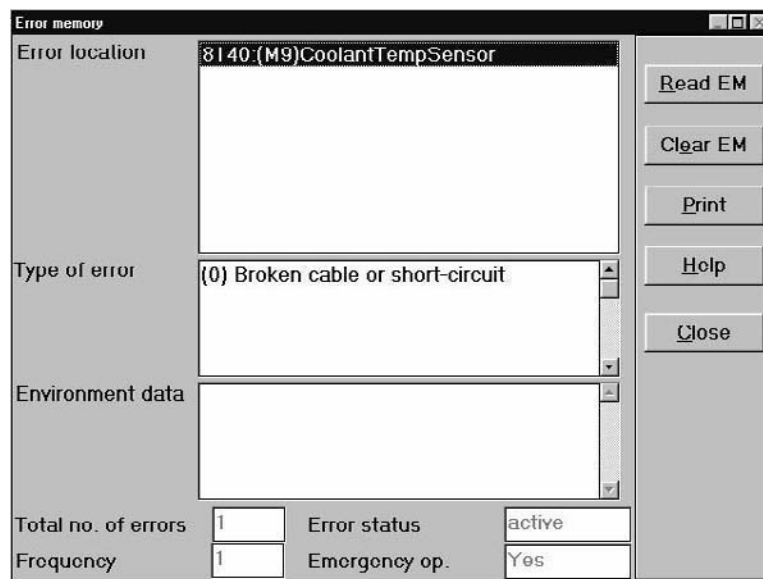 Error memory
Error location
8140:(M9)CoolantTempSensor
Read EM
Clear EM
Print
Help
Close
Type of error
(0) Broken cable or short-circuit
Environment data
Total no. of errors 1 Error status active
Frequency 1 Emergency op. Yes